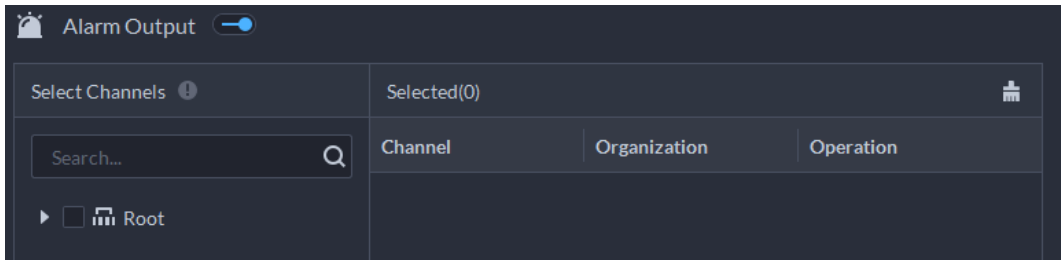 Alarm Output
Select Channels
Selected(0)
Search...
Channel Organization Operation
Root